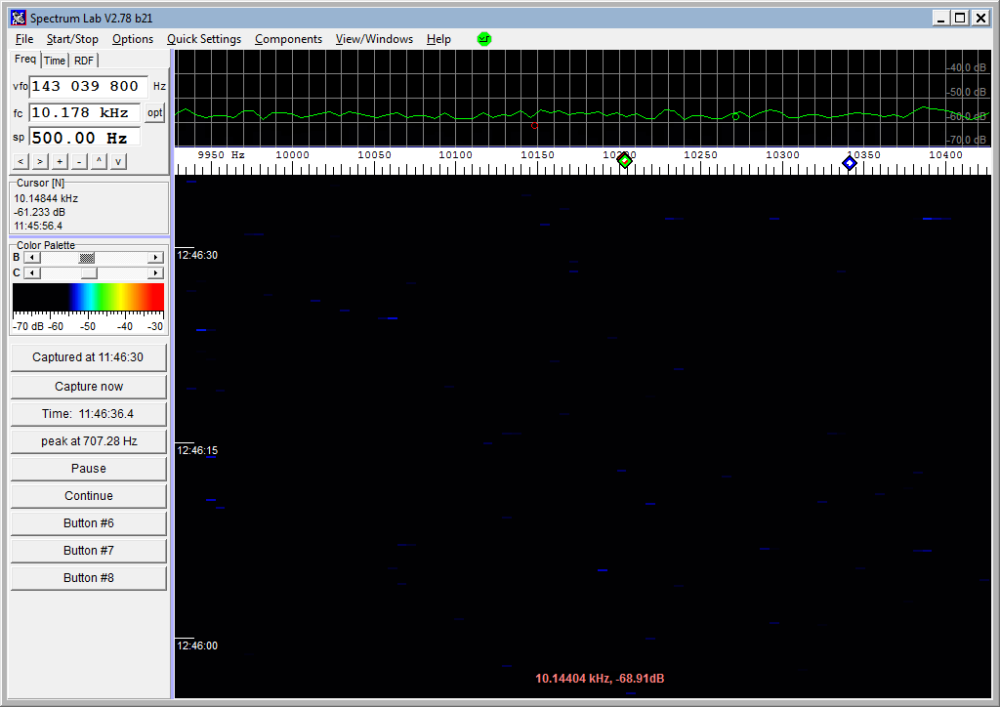 Spectrum Lab V2.78 b21
File Start/Stop Options Quick Settings Components View/Windows Help
Freq Time RDF
vfo 143 039 800 Hz
fc 10.178 kHz opt
sp 500.00 Hz
< > + - ^ v
Cursor [N]
10.14844 kHz
-61.233 dB
11:45:56.4
Color Palette
B
C
-70 dB -60 -50 -40 -30
Captured at 11:46:30
Capture now
Time: 11:46:36.4
peak at 707.28 Hz
Pause
Continue
Button #6
Button #7
Button #8
-40.0 dB
-50.0 dB
-60.0 dB
-70.0 dB
9950 Hz 10000 10050 10100 10150 10200 10250 10300 10350 10400
12:46:30
12:46:15
12:46:00
10.14404 kHz, -68.91dB